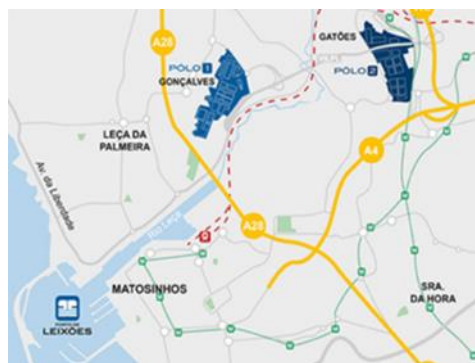 A28
GATÕES
PÓLO 1
GONÇALVES
PÓLO 2
LEÇA DA
PALMEIRA
A4
Av. da Liberdade
Rio Leça
A28
MATOSINHOS
SRA.
DA HORA
LEIXÕES